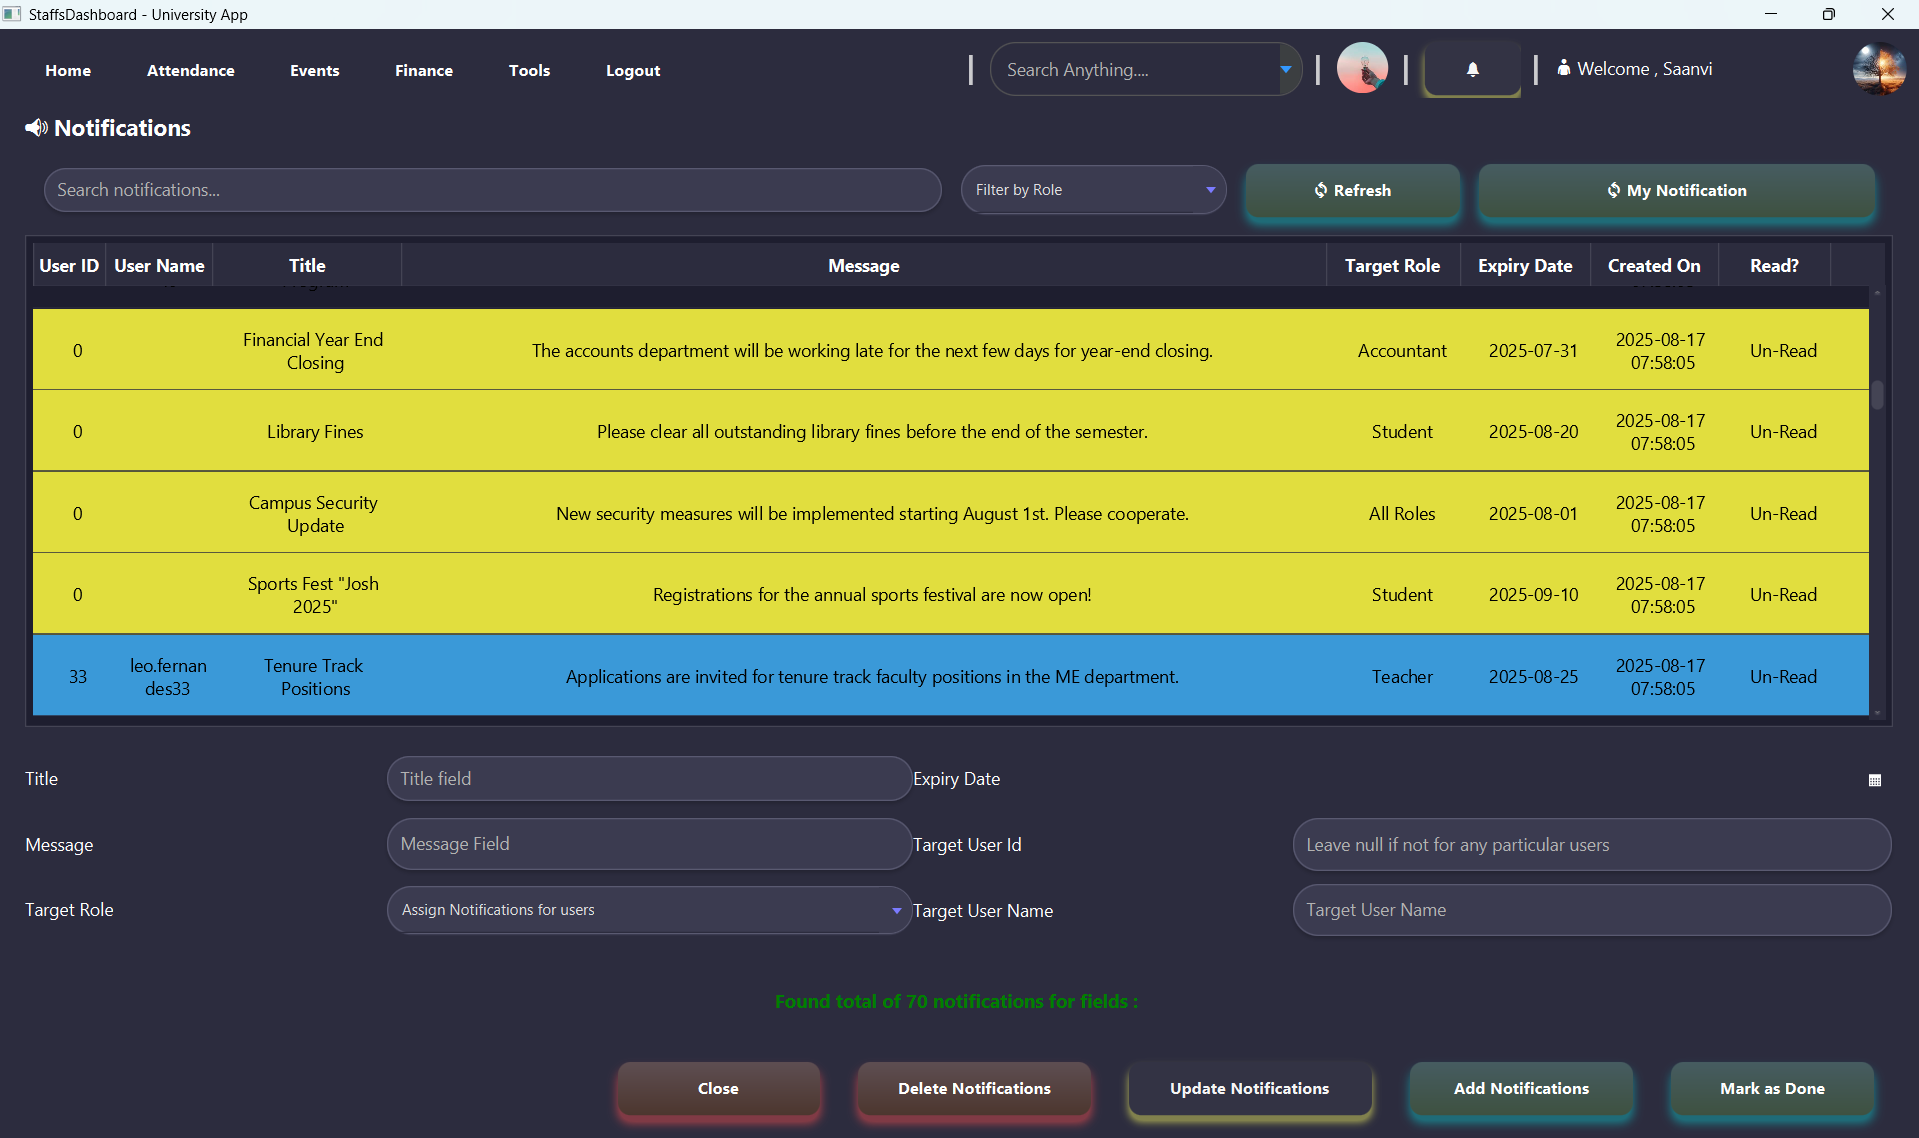 StaffsDashboard - University App
Home Attendance Events Finance Tools Logout
Search Anything....
Welcome , Saanvi
Notifications
Search notifications...
Filter by Role
Refresh
My Notification
User ID User Name Title Message Target Role Expiry Date Created On Read?
0 Financial Year End Closing The accounts department will be working late for the next few days for year-end closing. Accountant 2025-07-31 2025-08-17 07:58:05 Un-Read
0 Library Fines Please clear all outstanding library fines before the end of the semester. Student 2025-08-20 2025-08-17 07:58:05 Un-Read
0 Campus Security Update New security measures will be implemented starting August 1st. Please cooperate. All Roles 2025-08-01 2025-08-17 07:58:05 Un-Read
0 Sports Fest "Josh 2025" Registrations for the annual sports festival are now open! Student 2025-09-10 2025-08-17 07:58:05 Un-Read
33 leo.fernandes33 Tenure Track Positions Applications are invited for tenure track faculty positions in the ME department. Teacher 2025-08-25 2025-08-17 07:58:05 Un-Read
Title Title field Expiry Date
Message Message Field Target User Id Leave null if not for any particular users
Target Role Assign Notifications for users Target User Name Target User Name
Found total of 70 notifications for fields :
Close Delete Notifications Update Notifications Add Notifications Mark as Done